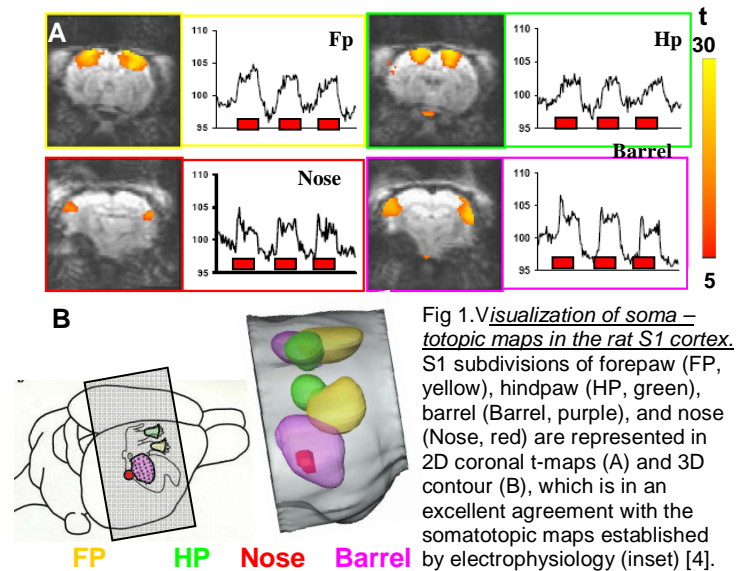 A
Fp
110
105
100
95
Hp
110
105
100
95
t
30
5
Nose
110
105
100
95
Barrel
110
105
100
95
B
FP HP Nose Barrel
Fig 1.Visualization of soma –
totopic maps in the rat S1 cortex.
S1 subdivisions of forepaw (FP,
yellow), hindpaw (HP, green),
barrel (Barrel, purple), and nose
(Nose, red) are represented in
2D coronal t-maps (A) and 3D
contour (B), which is in an
excellent agreement with the
somatotopic maps established
by electrophysiology (inset) [4].